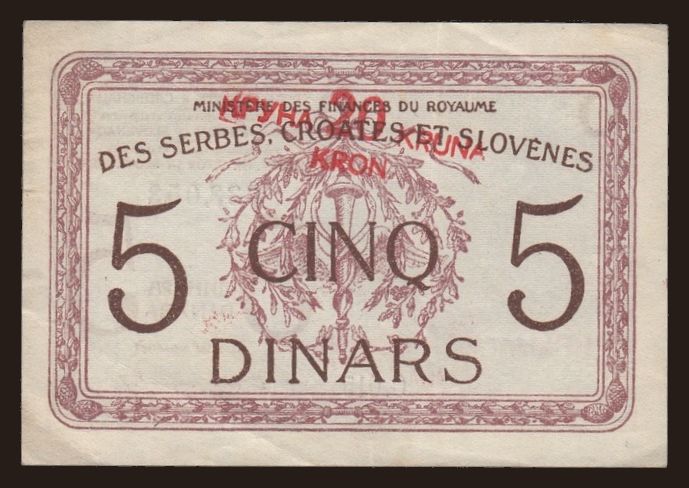 MINISTÈRE DES FINANCES DU ROYAUME
КРУНА 20 KRUNA
DES SERBES, CROATES ET SLOVÈNES
KRON
5 CINQ 5
DINARS